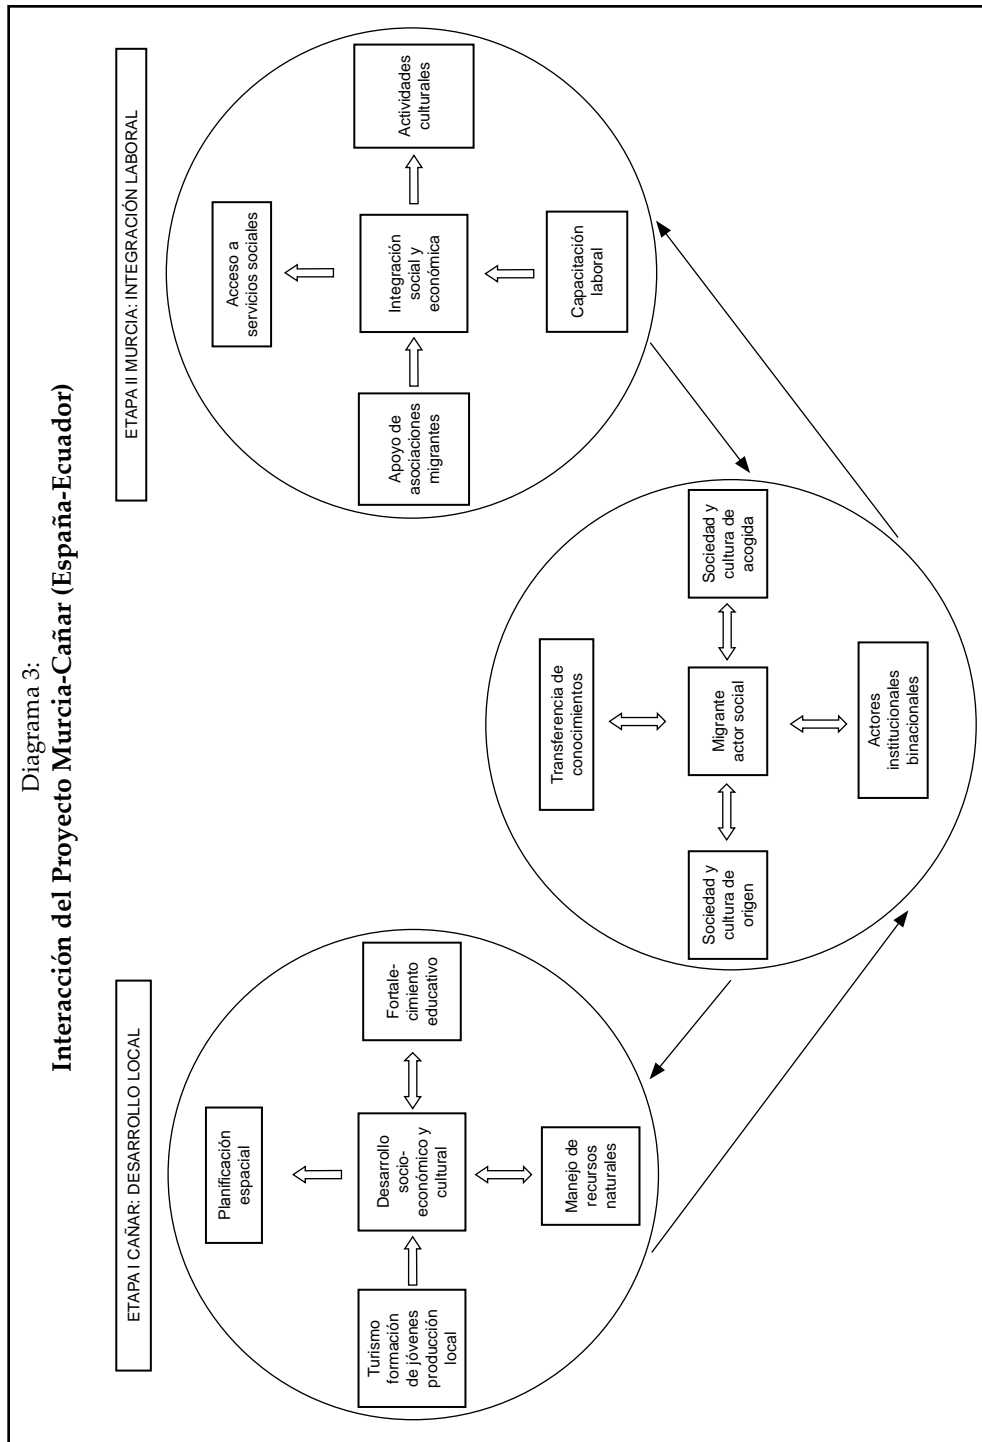 Diagrama 3:
Interacción del Proyecto Murcia-Cañar (España-Ecuador)
ETAPA I CAÑAR: DESARROLLO LOCAL
Planificación
espacial
Turismo
formación
de jóvenes
producción
local
Desarrollo
socio-
económico y
cultural
Fortale-
cimiento
educativo
Manejo de
recursos
naturales
ETAPA II MURCIA: INTEGRACIÓN LABORAL
Acceso a
servicios sociales
Apoyo de
asociaciones
migrantes
Integración
social y
económica
Actividades
culturales
Capacitación
laboral
Transferencia de
conocimientos
Sociedad y
cultura de
origen
Migrante
actor social
Sociedad y
cultura de
acogida
Actores
institucionales
binacionales